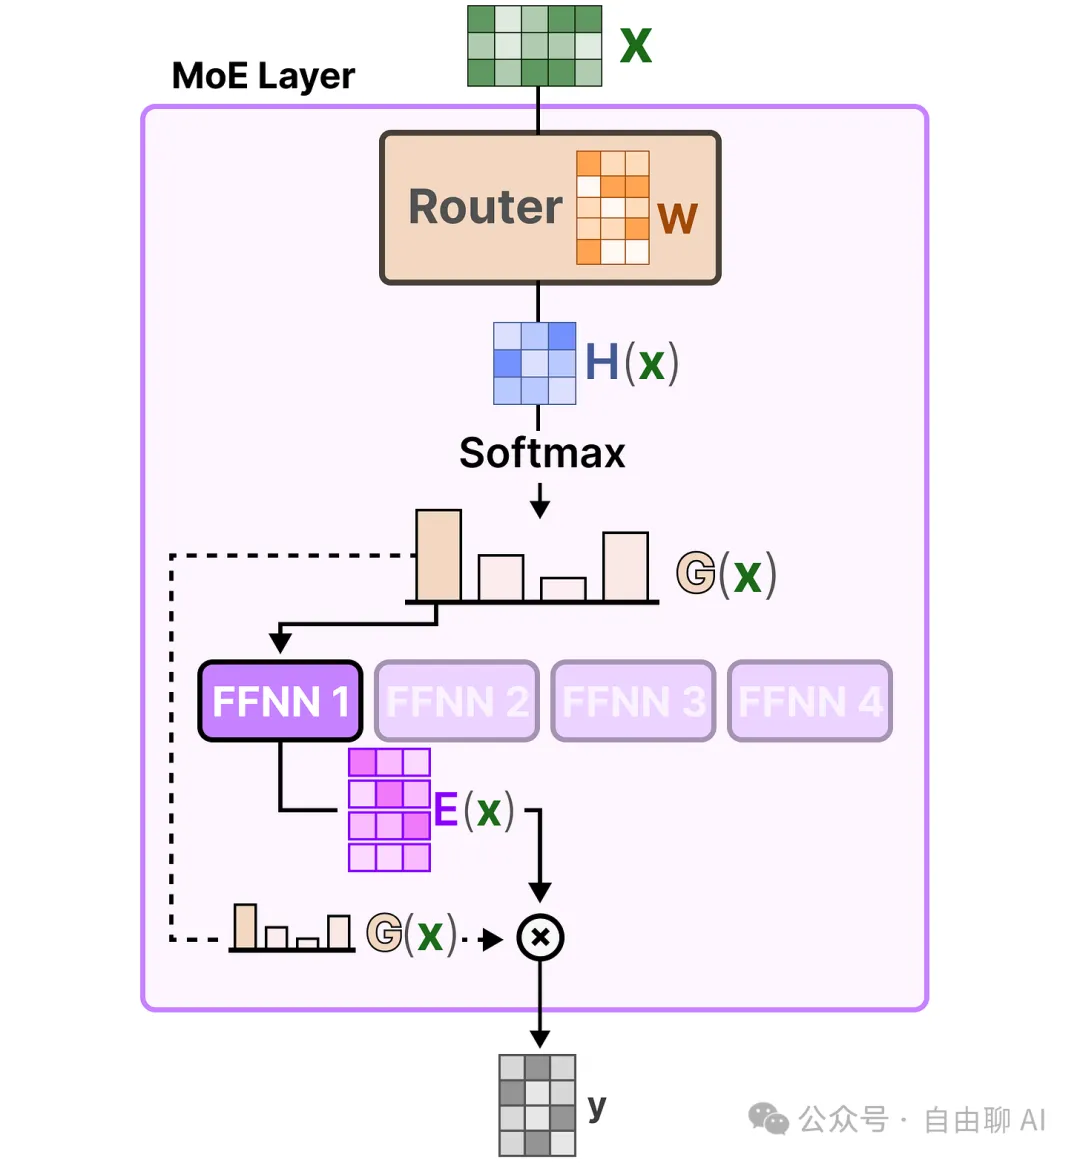 X
MoE Layer
Router
W
H(x)
Softmax
G(x)
FFNN 1
FFNN 2
FFNN 3
FFNN 4
E(x)
G(x)
y
公众号 · 自由聊 AI